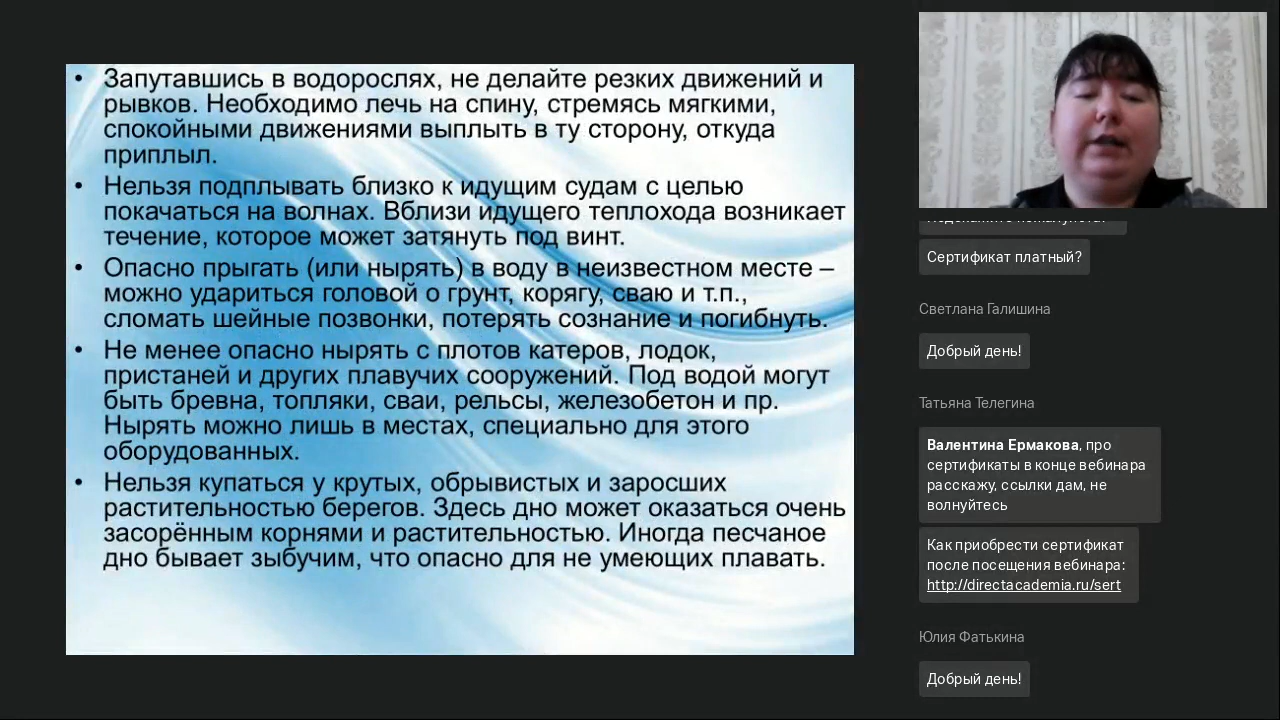 • Запутавшись в водорослях, не делайте резких движений и
рывков. Необходимо лечь на спину, стремясь мягкими,
спокойными движениями выплыть в ту сторону, откуда
приплыл.
• Нельзя подплывать близко к идущим судам с целью
покачаться на волнах. Вблизи идущего теплохода возникает
течение, которое может затянуть под винт.
• Опасно прыгать (или нырять) в воду в неизвестном месте –
можно удариться головой о грунт, корягу, сваю и т.п.,
сломать шейные позвонки, потерять сознание и погибнуть.
• Не менее опасно нырять с плотов катеров, лодок,
пристаней и других плавучих сооружений. Под водой могут
быть бревна, топляки, сваи, рельсы, железобетон и пр.
Нырять можно лишь в местах, специально для этого
оборудованных.
• Нельзя купаться у крутых, обрывистых и заросших
растительностью берегов. Здесь дно может оказаться очень
засорённым корнями и растительностью. Иногда песчаное
дно бывает зыбучим, что опасно для не умеющих плавать.
Сертификат платный?
Светлана Галишина
Добрый день!
Татьяна Телегина
Валентина Ермакова, про
сертификаты в конце вебинара
расскажу, ссылки дам, не
волнуйтесь
Как приобрести сертификат
после посещения вебинара:
http://directacademia.ru/sert
Юлия Фатькина
Добрый день!